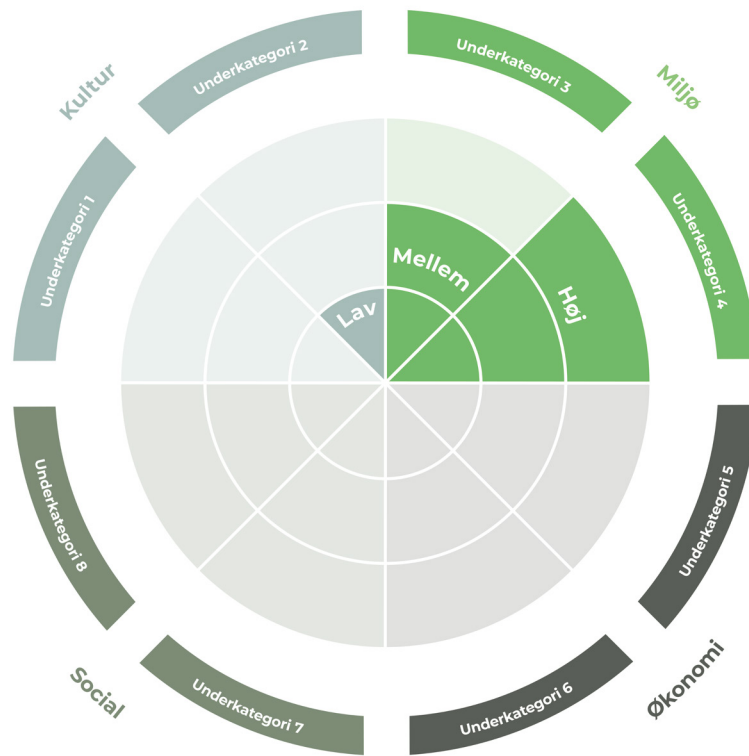 Kultur
Underkategori 1
Underkategori 2
Miljø
Underkategori 3
Underkategori 4
Lav
Mellem
Høj
Økonomi
Underkategori 5
Underkategori 6
Social
Underkategori 7
Underkategori 8